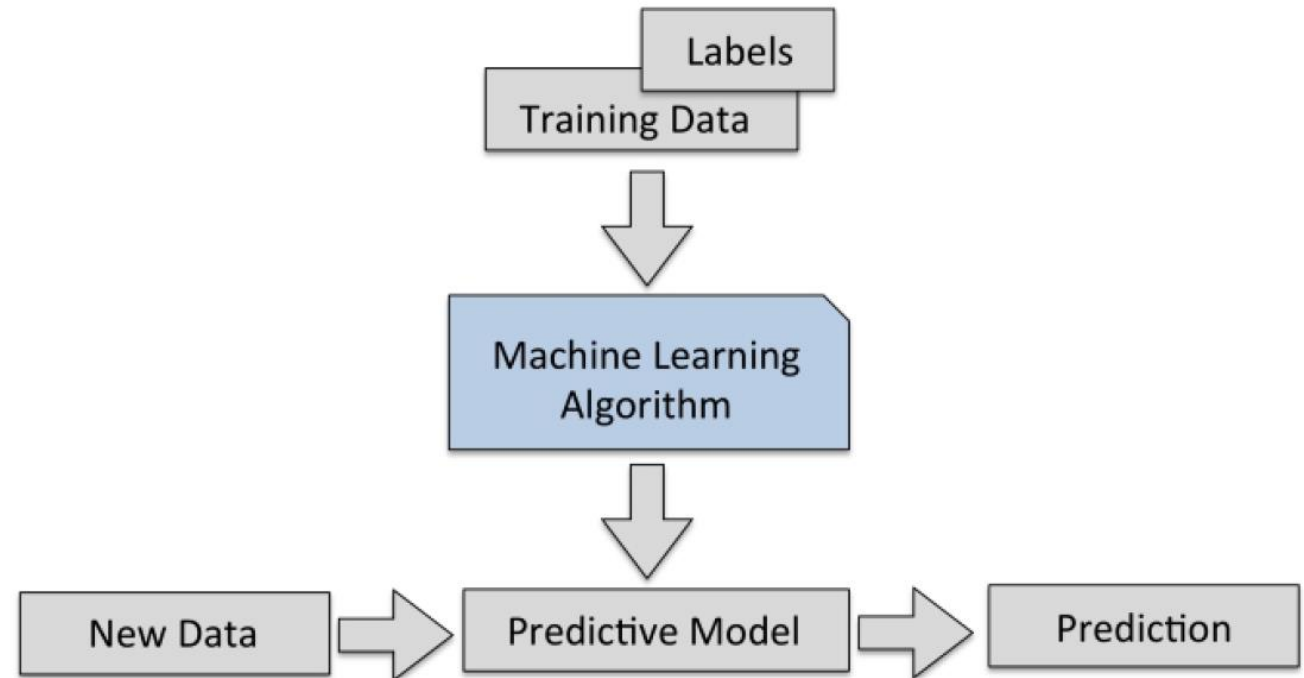 Labels
Training Data
Machine Learning
Algorithm
New Data
Predictive Model
Prediction